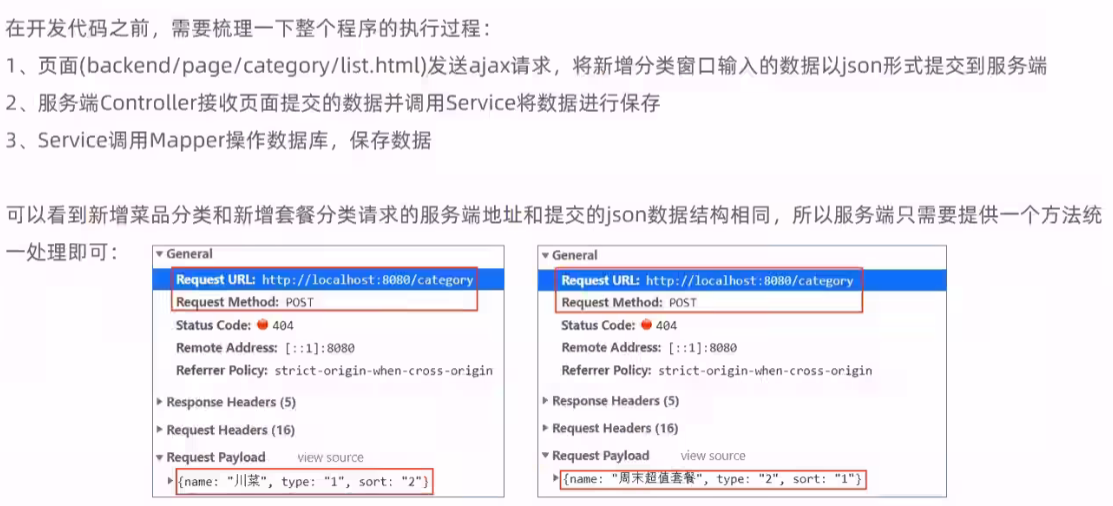 在开发代码之前，需要梳理一下整个程序的执行过程：
1、页面(backend/page/category/list.html)发送ajax请求，将新增分类窗口输入的数据以json形式提交到服务端
2、服务端Controller接收页面提交的数据并调用Service将数据进行保存
3、Service调用Mapper操作数据库，保存数据
可以看到新增菜品分类和新增套餐分类请求的服务端地址和提交的json数据结构相同，所以服务端只需要提供一个方法统
一处理即可：
General
Request URL: http://localhost:8080/category
Request Method: POST
Status Code: 404
Remote Address: [::1]:8080
Referrer Policy: strict-origin-when-cross-origin
Response Headers (5)
Request Headers (16)
Request Payload view source
{name: "川菜", type: "1", sort: "2"}
General
Request URL: http://localhost:8080/category
Request Method: POST
Status Code: 404
Remote Address: [::1]:8080
Referrer Policy: strict-origin-when-cross-origin
Response Headers (5)
Request Headers (16)
Request Payload view source
{name: "周末超值套餐", type: "2", sort: "1"}